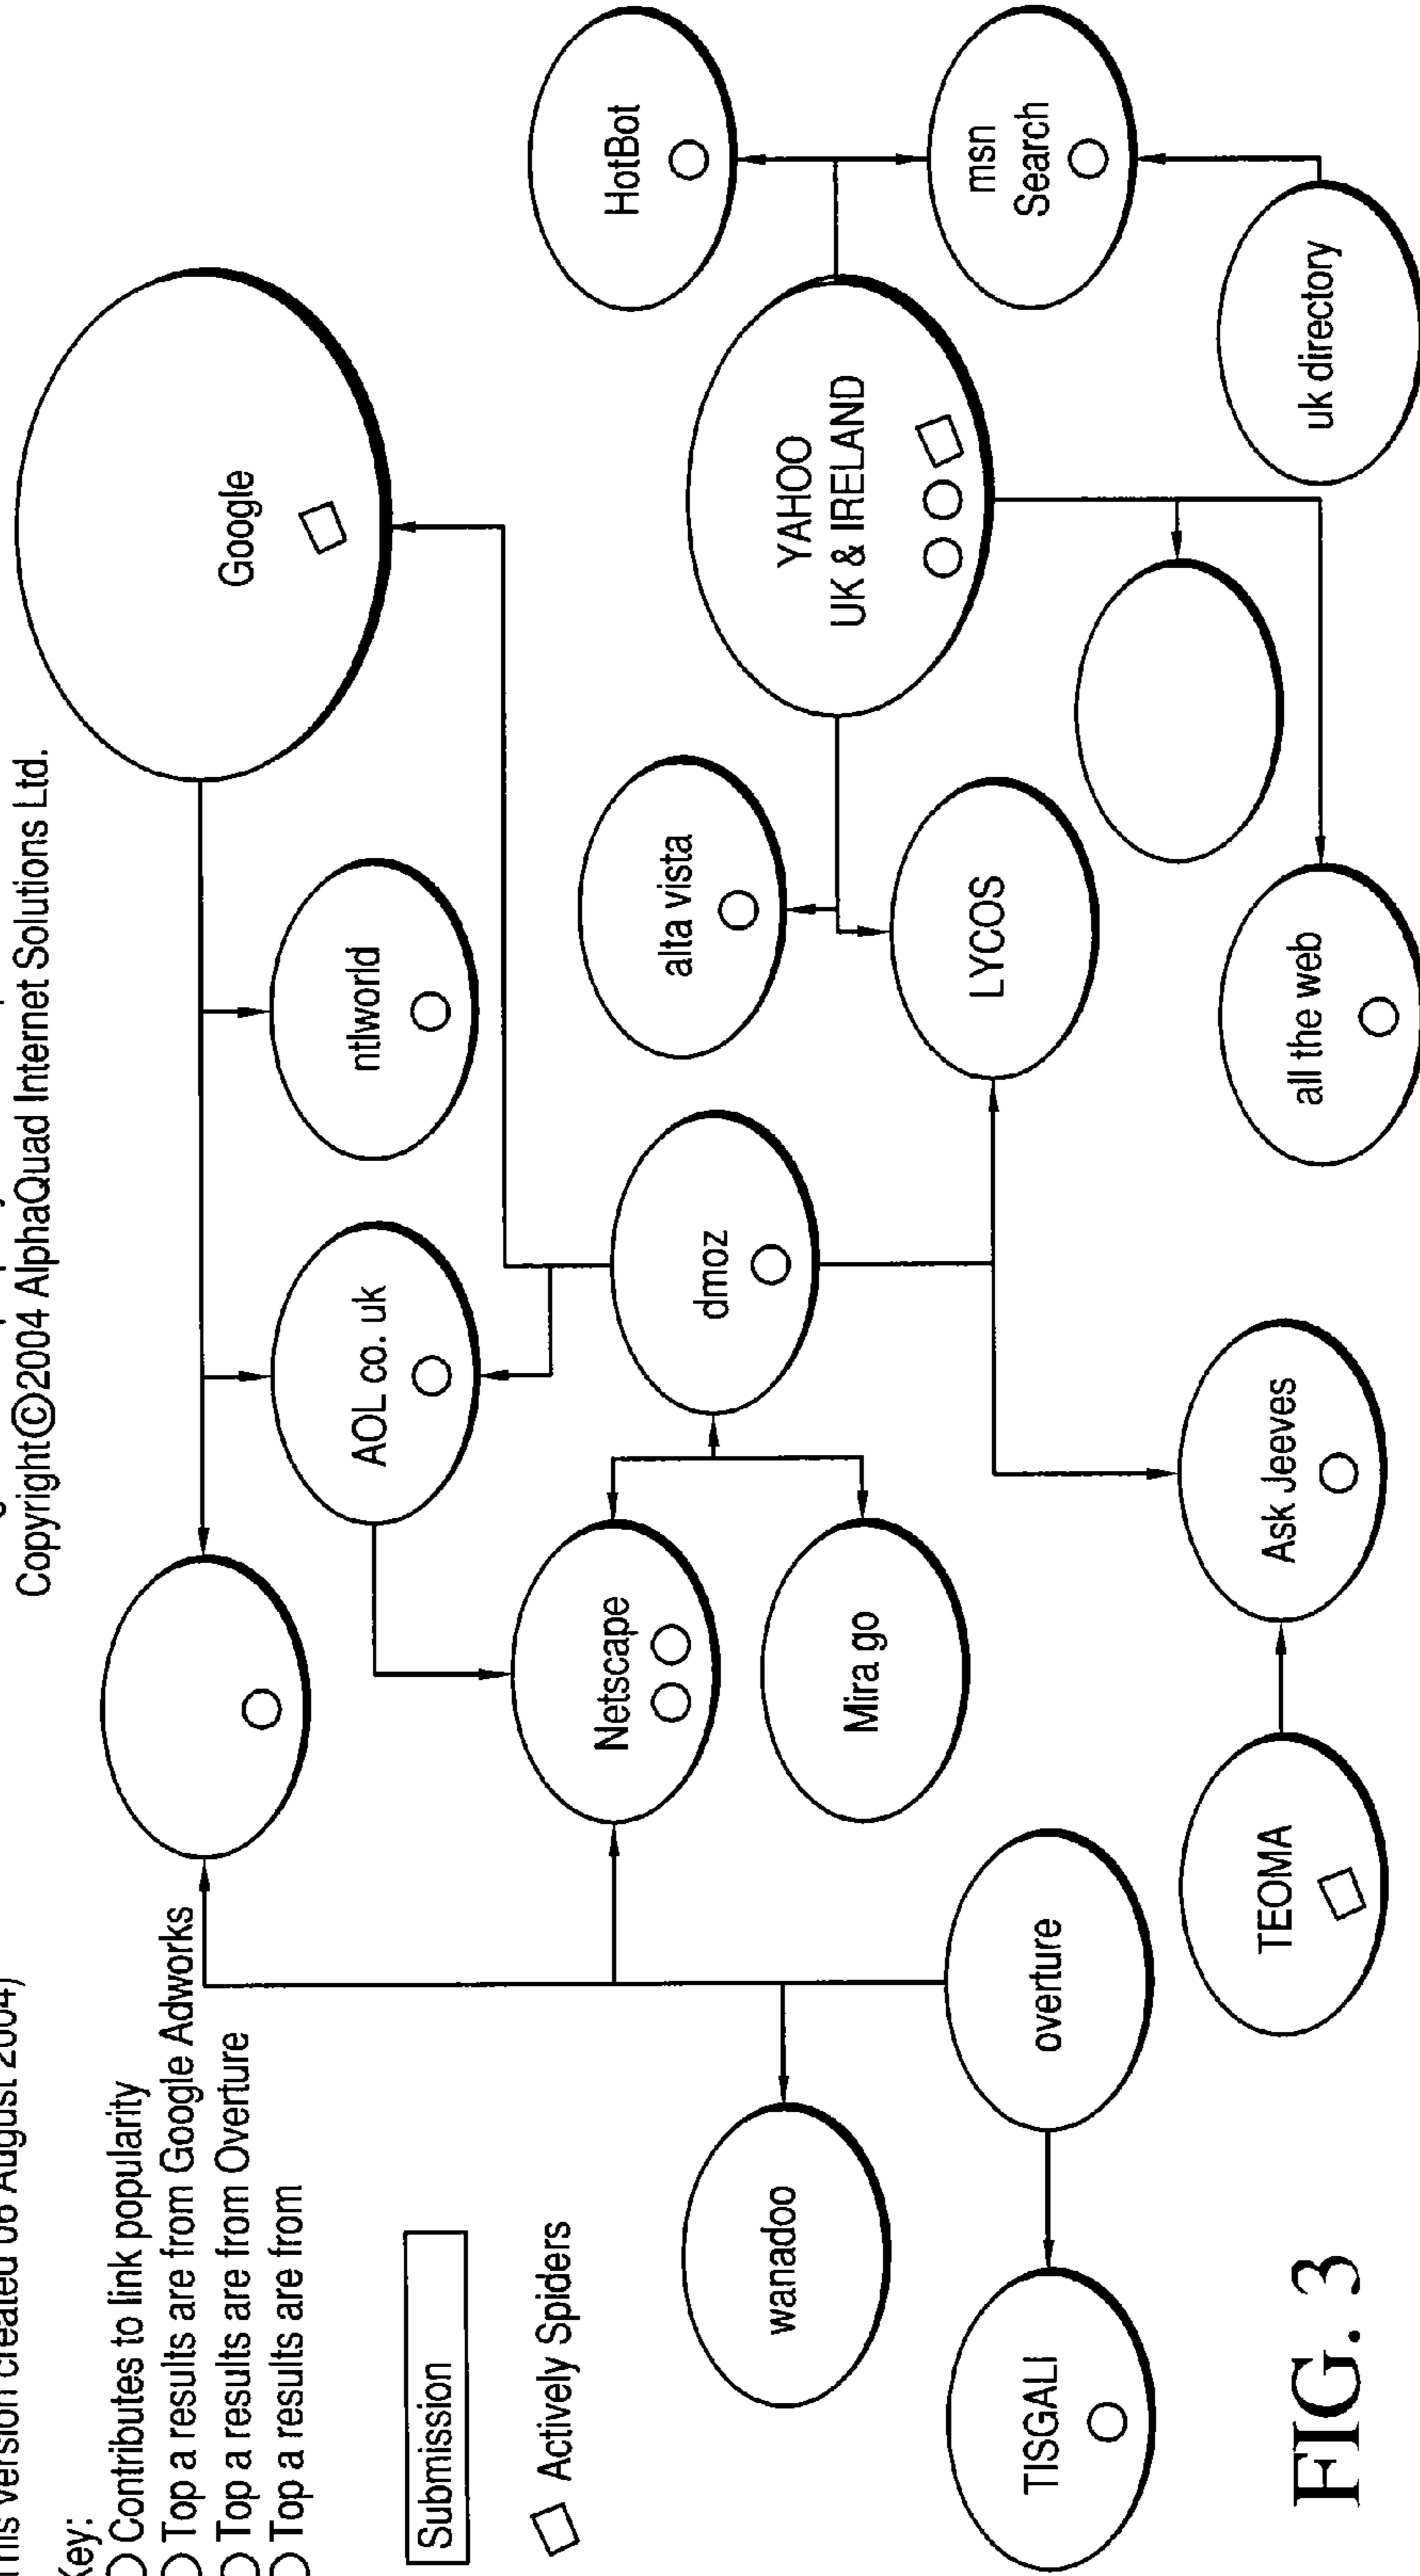 Copyright©2004 AlphaQuad Internet Solutions Ltd.
This version created 06 August 2004)
Key:
Contributes to link popularity
Top a results are from Google Adworks
Top a results are from Overture
Top a results are from
Submission
Actively Spiders
Google
ntlworld
AOL co. uk
HotBot
alta vista
dmoz
Netscape
YAHOO
UK & IRELAND
msn
Search
LYCOS
Mira go
wanadoo
overture
TISGALI
uk directory
all the web
Ask Jeeves
TEOMA
FIG. 3